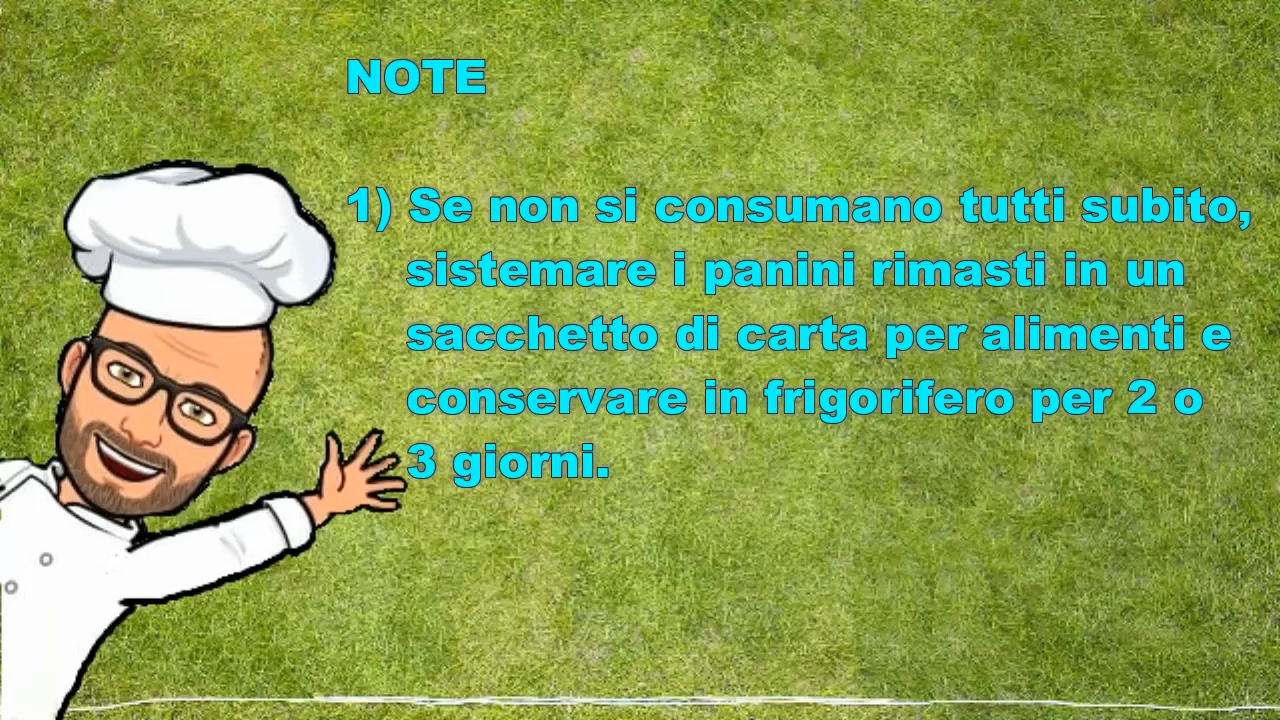 NOTE
1) Se non si consumano tutti subito,
sistemare i panini rimasti in un
sacchetto di carta per alimenti e
conservare in frigorifero per 2 o
3 giorni.